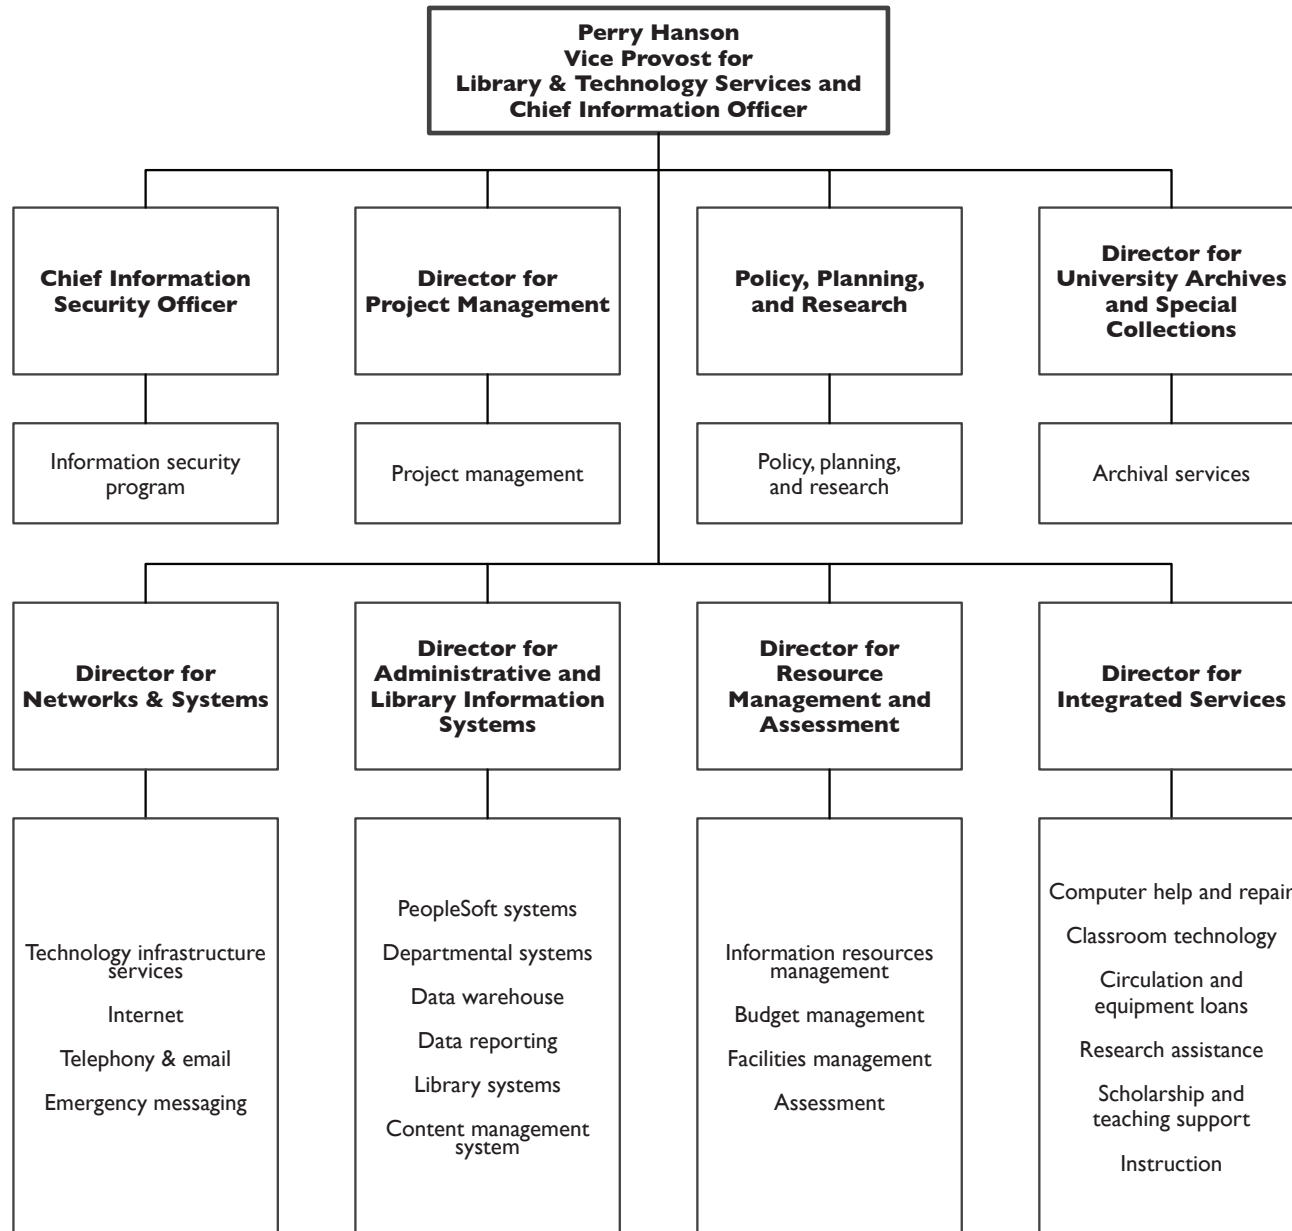 Perry Hanson
Vice Provost for
Library & Technology Services and
Chief Information Officer
Chief Information
Security Officer
Director for
Project Management
Policy, Planning,
and Research
Director for
University Archives
and Special
Collections
Information security
program
Project management
Policy, planning,
and research
Archival services
Director for
Networks & Systems
Director for
Administrative and
Library Information
Systems
Director for
Resource
Management and
Assessment
Director for
Integrated Services
Technology infrastructure
services
Internet
Telephony & email
Emergency messaging
PeopleSoft systems
Departmental systems
Data warehouse
Data reporting
Library systems
Content management
system
Information resources
management
Budget management
Facilities management
Assessment
Computer help and repair
Classroom technology
Circulation and
equipment loans
Research assistance
Scholarship and
teaching support
Instruction